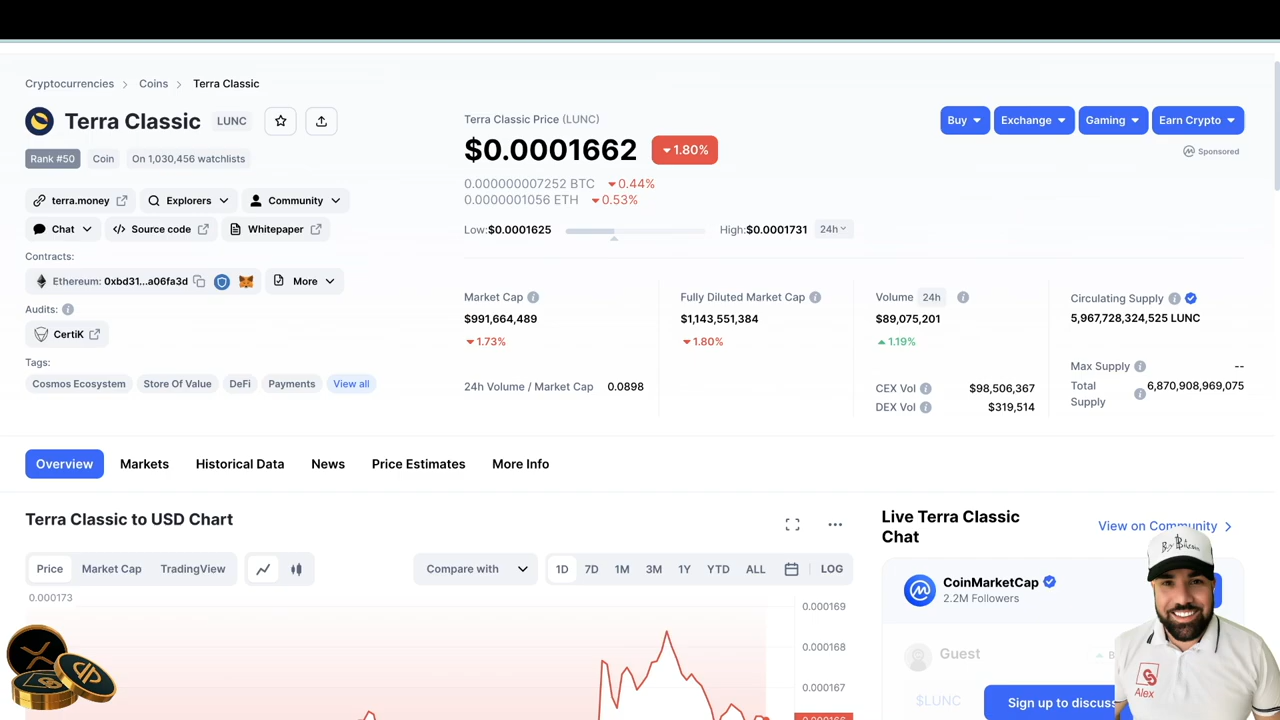 Cryptocurrencies > Coins > Terra Classic
Terra Classic LUNC
Rank #50 Coin On 1,030,456 watchlists
terra.money Explorers Community
Chat Source code Whitepaper
Contracts:
Ethereum: 0xbd31...a06fa3d More
Audits:
CertiK
Tags:
Cosmos Ecosystem Store Of Value DeFi Payments View all
Terra Classic Price (LUNC)
$0.0001662 1.80%
0.000000007252 BTC 0.44%
0.0000001056 ETH 0.53%
Low:$0.0001625 High:$0.0001731 24h
Buy Exchange Gaming Earn Crypto
Sponsored
Market Cap
$991,664,489
1.73%
24h Volume / Market Cap 0.0898
Fully Diluted Market Cap
$1,143,551,384
1.80%
Volume 24h
$89,075,201
1.19%
CEX Vol $98,506,367
DEX Vol $319,514
Circulating Supply
5,967,728,324,525 LUNC
Max Supply --
Total Supply 6,870,908,969,075
Overview Markets Historical Data News Price Estimates More Info
Terra Classic to USD Chart
Price Market Cap TradingView Compare with 1D 7D 1M 3M 1Y YTD ALL LOG
0.000173
0.000169
0.000168
0.000167
Live Terra Classic
Chat
View on Community >
CoinMarketCap
2.2M Followers
Guest
$LUNC
Sign up to discuss
Alex